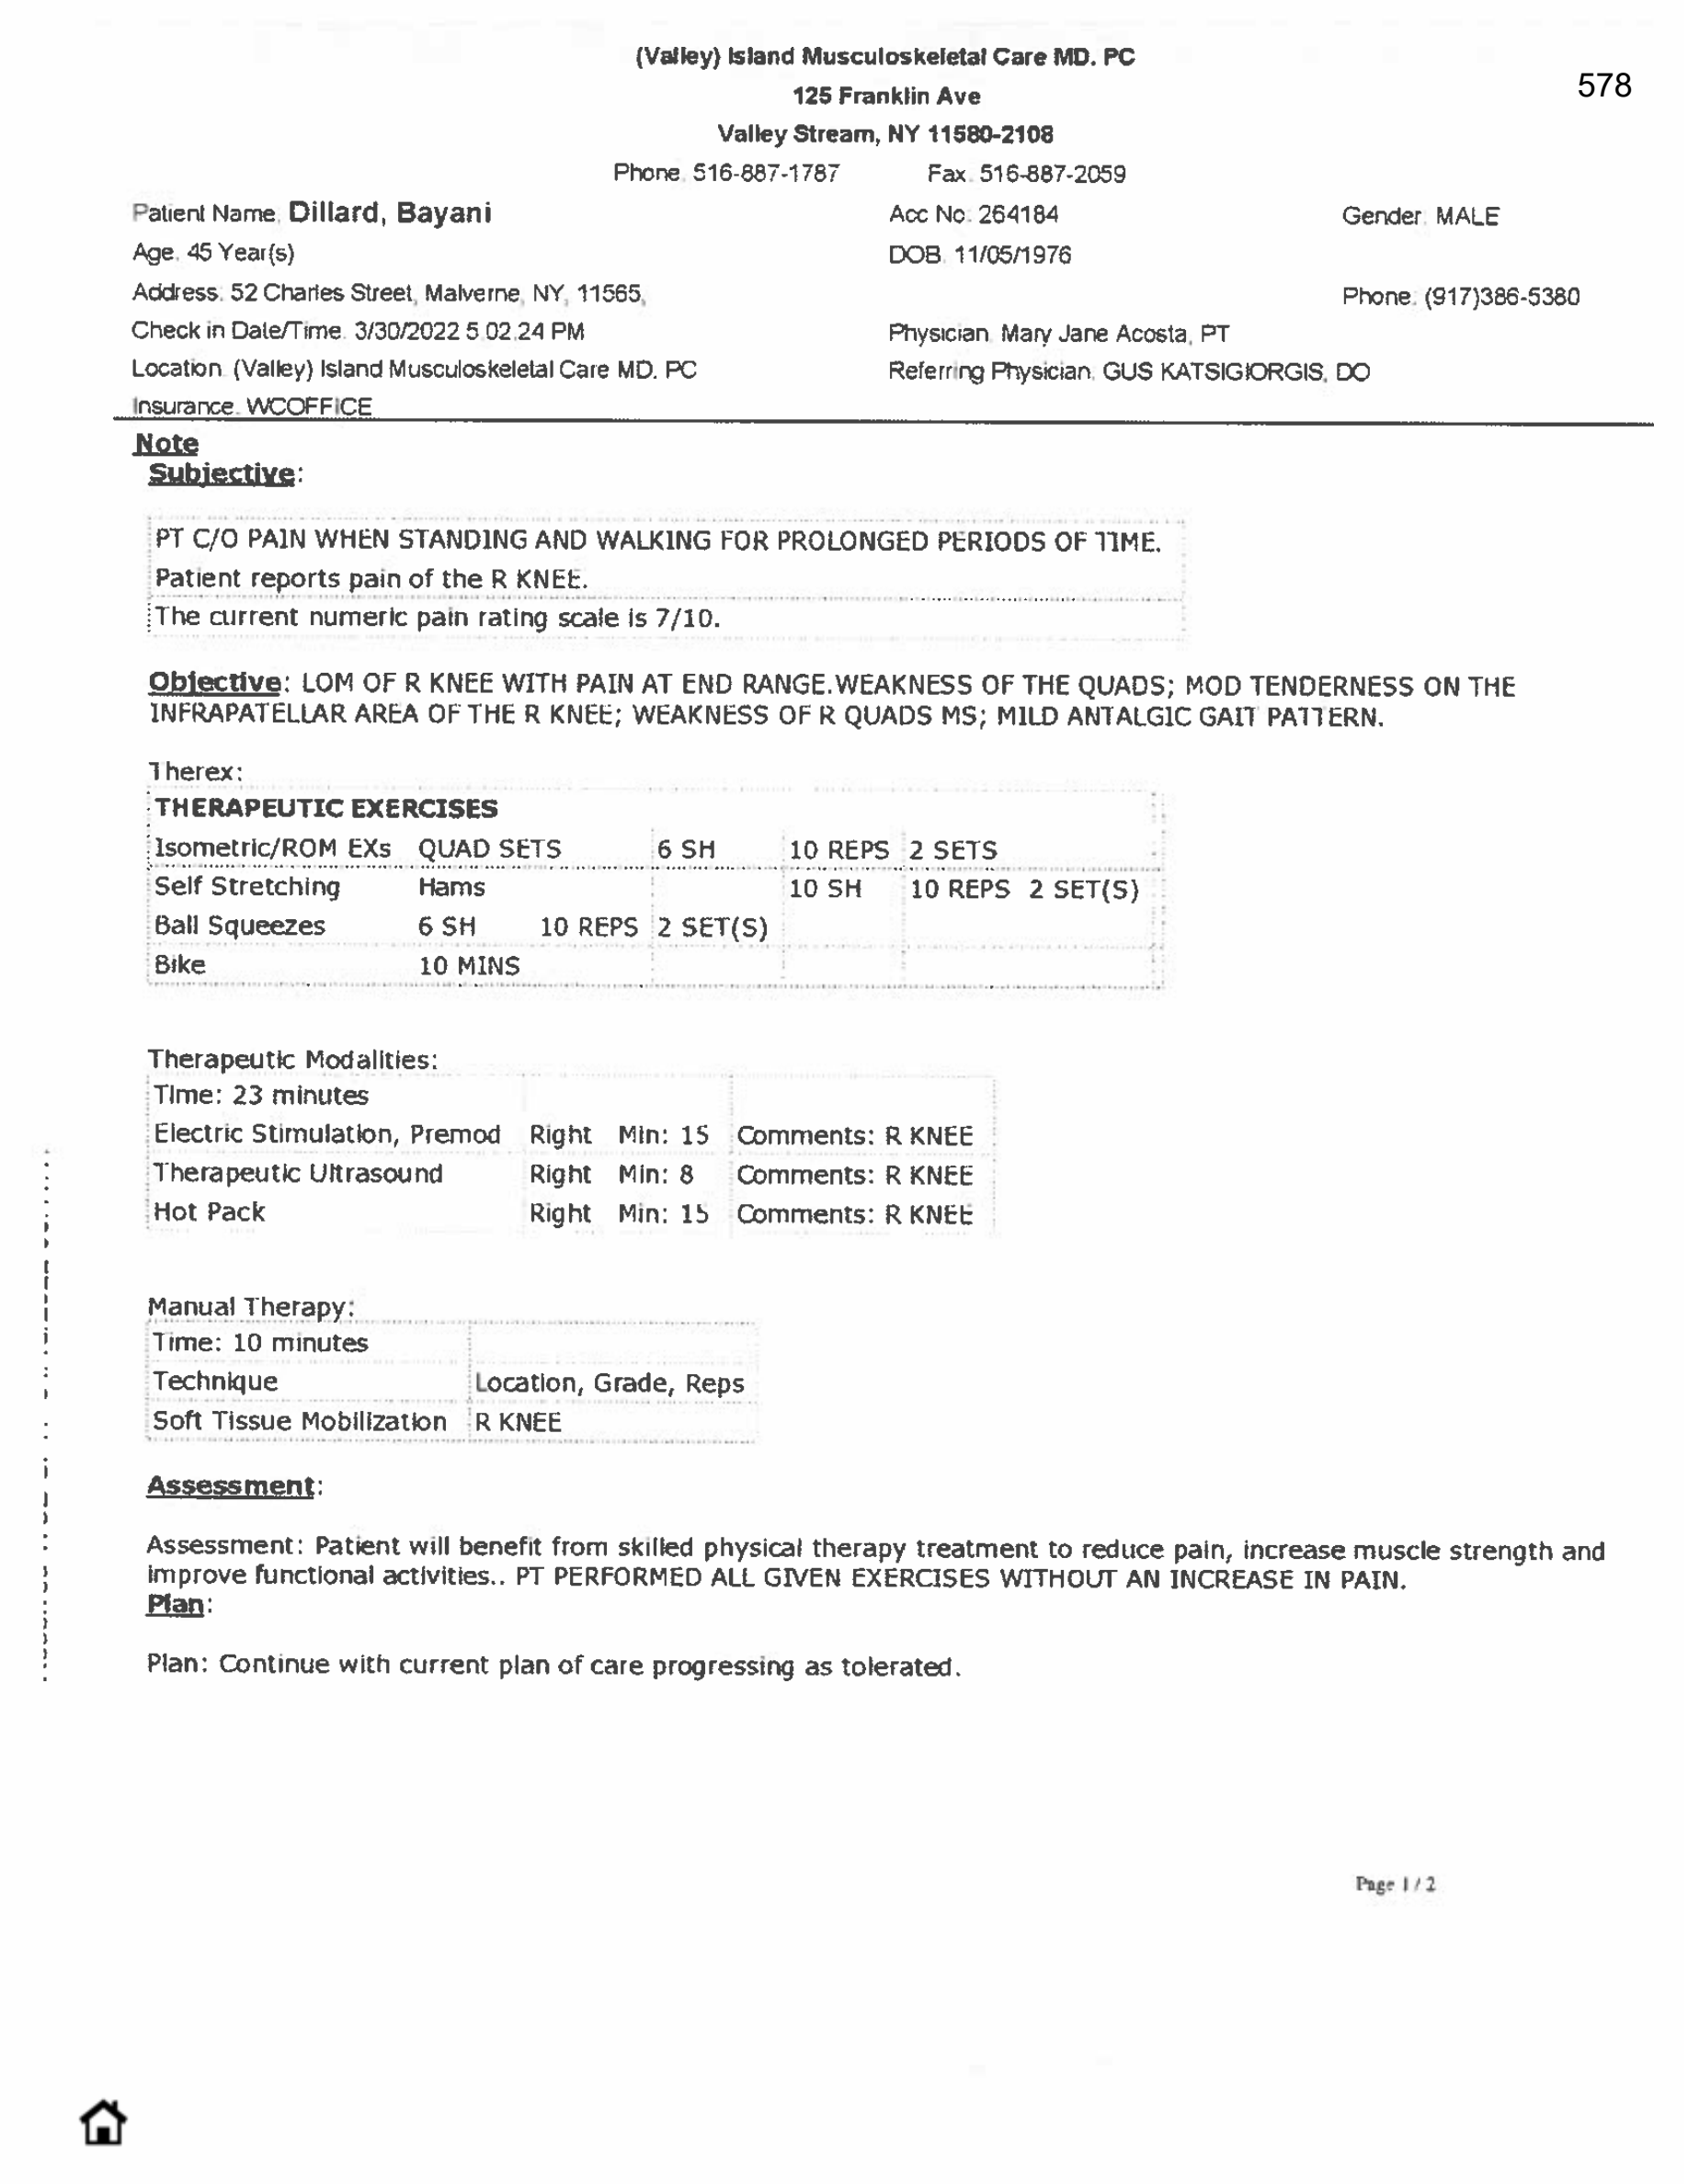 (Valley) Island Musculoskeletal Care MD. PC
578
125 Franklin Ave
Valley Stream, NY 11580-2108
Phone. 516-887-1787 Fax. 516-887-2059
Patient Name. Dillard, Bayani Acc No: 264184 Gender. MALE
Age. 45 Year(s) DOB. 11/05/1976
Address. 52 Charles Street, Malverne, NY, 11565, Phone. (917)386-5380
Check in Date/Time. 3/30/2022 5.02.24 PM Physician. Mary Jane Acosta, PT
Location. (Valley) Island Musculoskeletal Care MD. PC Referring Physician. GUS KATSIGIORGIS, DO
Insurance. WCOFFICE
Note
Subjective:
PT C/O PAIN WHEN STANDING AND WALKING FOR PROLONGED PERIODS OF TIME.
Patient reports pain of the R KNEE.
The current numeric pain rating scale is 7/10.
Objective: LOM OF R KNEE WITH PAIN AT END RANGE.WEAKNESS OF THE QUADS; MOD TENDERNESS ON THE
INFRAPATELLAR AREA OF THE R KNEE; WEAKNESS OF R QUADS MS; MILD ANTALGIC GAIT PATTERN.
Therex:
THERAPEUTIC EXERCISES
Isometric/ROM EXs QUAD SETS 6 SH 10 REPS 2 SETS
Self Stretching Hams 10 SH 10 REPS 2 SET(S)
Ball Squeezes 6 SH 10 REPS 2 SET(S)
Bike 10 MINS
Therapeutic Modalities:
Time: 23 minutes
Electric Stimulation, Premod Right Min: 15 Comments: R KNEE
Therapeutic Ultrasound Right Min: 8 Comments: R KNEE
Hot Pack Right Min: 15 Comments: R KNEE
Manual Therapy:
Time: 10 minutes
Technique Location, Grade, Reps
Soft Tissue Mobilization R KNEE
Assessment:
Assessment: Patient will benefit from skilled physical therapy treatment to reduce pain, increase muscle strength and
improve functional activities.. PT PERFORMED ALL GIVEN EXERCISES WITHOUT AN INCREASE IN PAIN.
Plan:
Plan: Continue with current plan of care progressing as tolerated.
Page 1 / 2